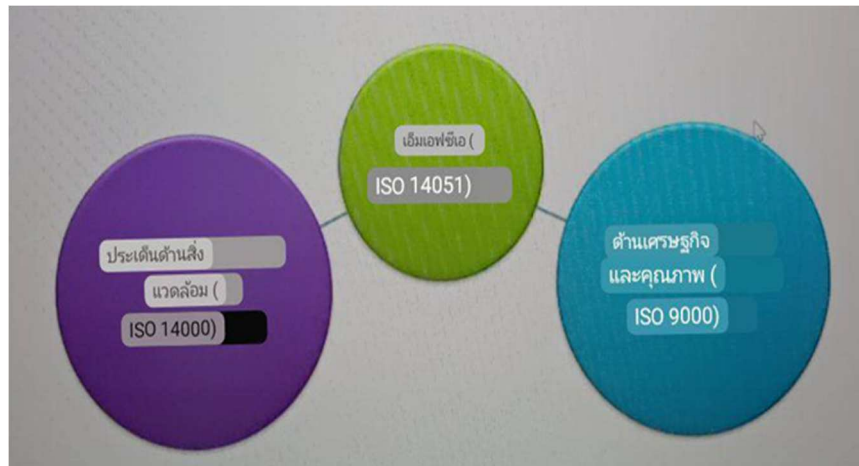 เอ็มเอฟซีเอ (
ISO 14051)
ประเด็นด้านสิ่ง
แวดล้อม (
ISO 14000)
ด้านเศรษฐกิจ
และคุณภาพ (
ISO 9000)